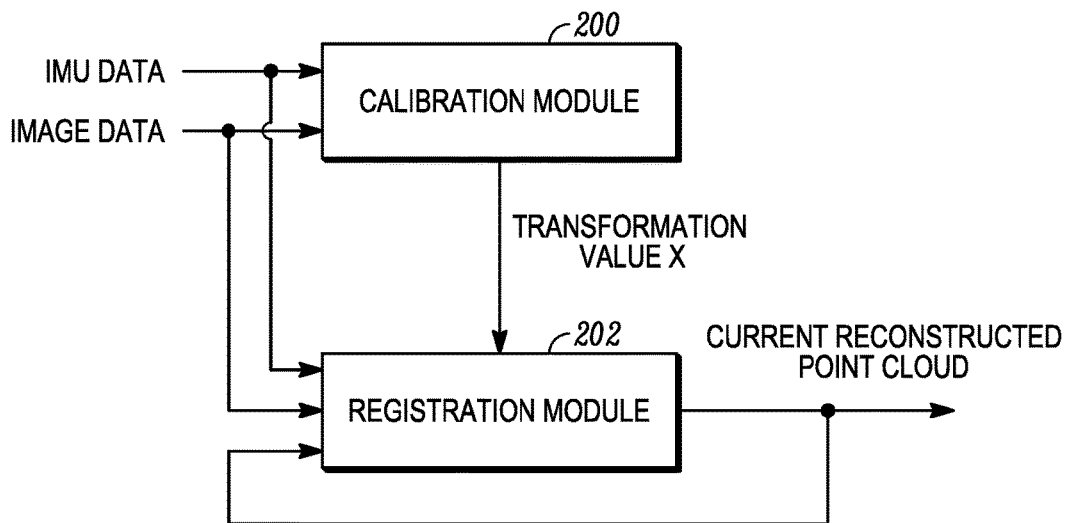 200
IMU DATA
CALIBRATION MODULE
IMAGE DATA
TRANSFORMATION
VALUE X
202
CURRENT RECONSTRUCTED
POINT CLOUD
REGISTRATION MODULE